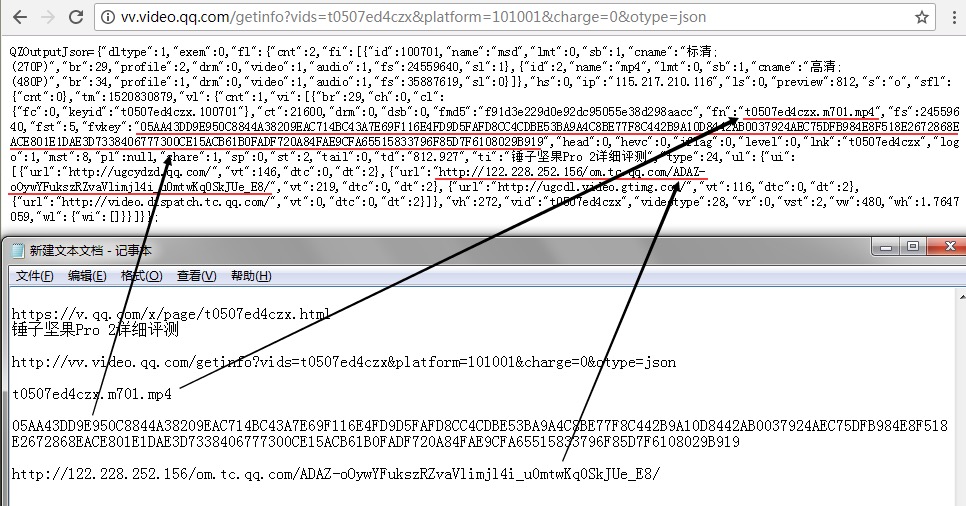 vv.video.qq.com/getinfo?vids=t0507ed4czx&platform=101001&charge=0&otype=json
QZOutputJson={"dltype":1,"exem":0,"fl":{"cnt":2,"fi":[{"id":100701,"name":"msd","lmt":0,"sb":1,"cname":"标清;
(270P)","br":29,"profile":2,"drm":0,"video":1,"audio":1,"fs":24559640,"sl":1},{"id":2,"name":"mp4","lmt":0,"sb":1,"cname":"高清;
(480P)","br":34,"profile":1,"drm":0,"video":1,"audio":1,"fs":35887619,"sl":0}]},"hs":0,"ip":"115.217.210.116","ls":0,"preview":812,"s":"o","sfl":
{"cnt":0},"tm":1520830879,"vl":{"cnt":1,"vi":[{"br":29,"ch":0,"cl":
{"fc":0,"keyid":"t0507ed4czx.100701"},"ct":21600,"drm":0,"dsb":0,"fmd5":"f91d3e229d0e92dc95055e38d298aacc","fn":"t0507ed4czx.m701.mp4","fs":2455964
0,"fst":5,"fvkey":"05AA43DD9E950C8844A38209EAC714BC43A7E69F116E4FD9D5FAFD8CC4CDBE53BA9A4C8BE77F8C442B9A10D8442AB0037924AEC75DFB984E8F518E2672868E
ACE801E1DAE3D7338406777300CE15ACB61B0FADF720A84FAE9CFA65515833796F85D7F6108029B919","head":0,"hevc":0,"iflag":0,"level":0,"lnk":"t0507ed4czx","log
o":1,"mst":8,"pl":null,"share":1,"sp":0,"st":2,"tail":0,"td":"812.927","ti":"锤子坚果Pro 2详细评测","type":24,"ul":{"ui":
[{"url":"http://ugcydzd.qq.com/","vt":146,"dtc":0,"dt":2},{"url":"http://122.228.252.156/om.tc.qq.com/ADAZ-
oOywYFukszRZvaVlimjl4i_u0mtwKq0SkJUe_E8/","vt":219,"dtc":0,"dt":2},{"url":"http://ugcdl.video.gtimg.com/","vt":116,"dtc":0,"dt":2},
{"url":"http://video.dispatch.tc.qq.com/","vt":0,"dtc":0,"dt":2}]},"vh":272,"vid":"t0507ed4czx","videotype":28,"vr":0,"vst":2,"vw":480,"wh":1.7647
059,"wl":{"wi":[]}}]}};
新建文本文档 - 记事本
文件(F) 编辑(E) 格式(O) 查看(V) 帮助(H)
https://v.qq.com/x/page/t0507ed4czx.html
锤子坚果Pro 2详细评测
http://vv.video.qq.com/getinfo?vids=t0507ed4czx&platform=101001&charge=0&otype=json
t0507ed4czx.m701.mp4
05AA43DD9E950C8844A38209EAC714BC43A7E69F116E4FD9D5FAFD8CC4CDBE53BA9A4C8BE77F8C442B9A10D8442AB0037924AEC75DFB984E8F518
E2672868EACE801E1DAE3D7338406777300CE15ACB61B0FADF720A84FAE9CFA65515833796F85D7F6108029B919
http://122.228.252.156/om.tc.qq.com/ADAZ-oOywYFukszRZvaVlimjl4i_u0mtwKq0SkJUe_E8/